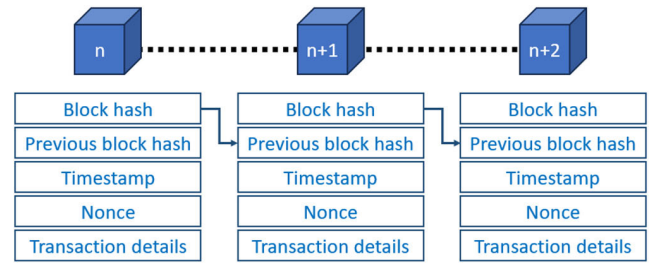 n
n+1
n+2
Block hash
Block hash
Block hash
Previous block hash
Previous block hash
Previous block hash
Timestamp
Timestamp
Timestamp
Nonce
Nonce
Nonce
Transaction details
Transaction details
Transaction details